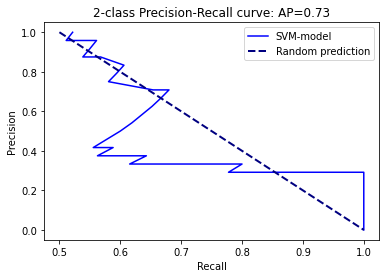 2-class Precision-Recall curve: AP=0.73
SVM-model
Random prediction
Precision
1.0
0.8
0.6
0.4
0.2
0.0
0.5
0.6
0.7
0.8
0.9
1.0
Recall